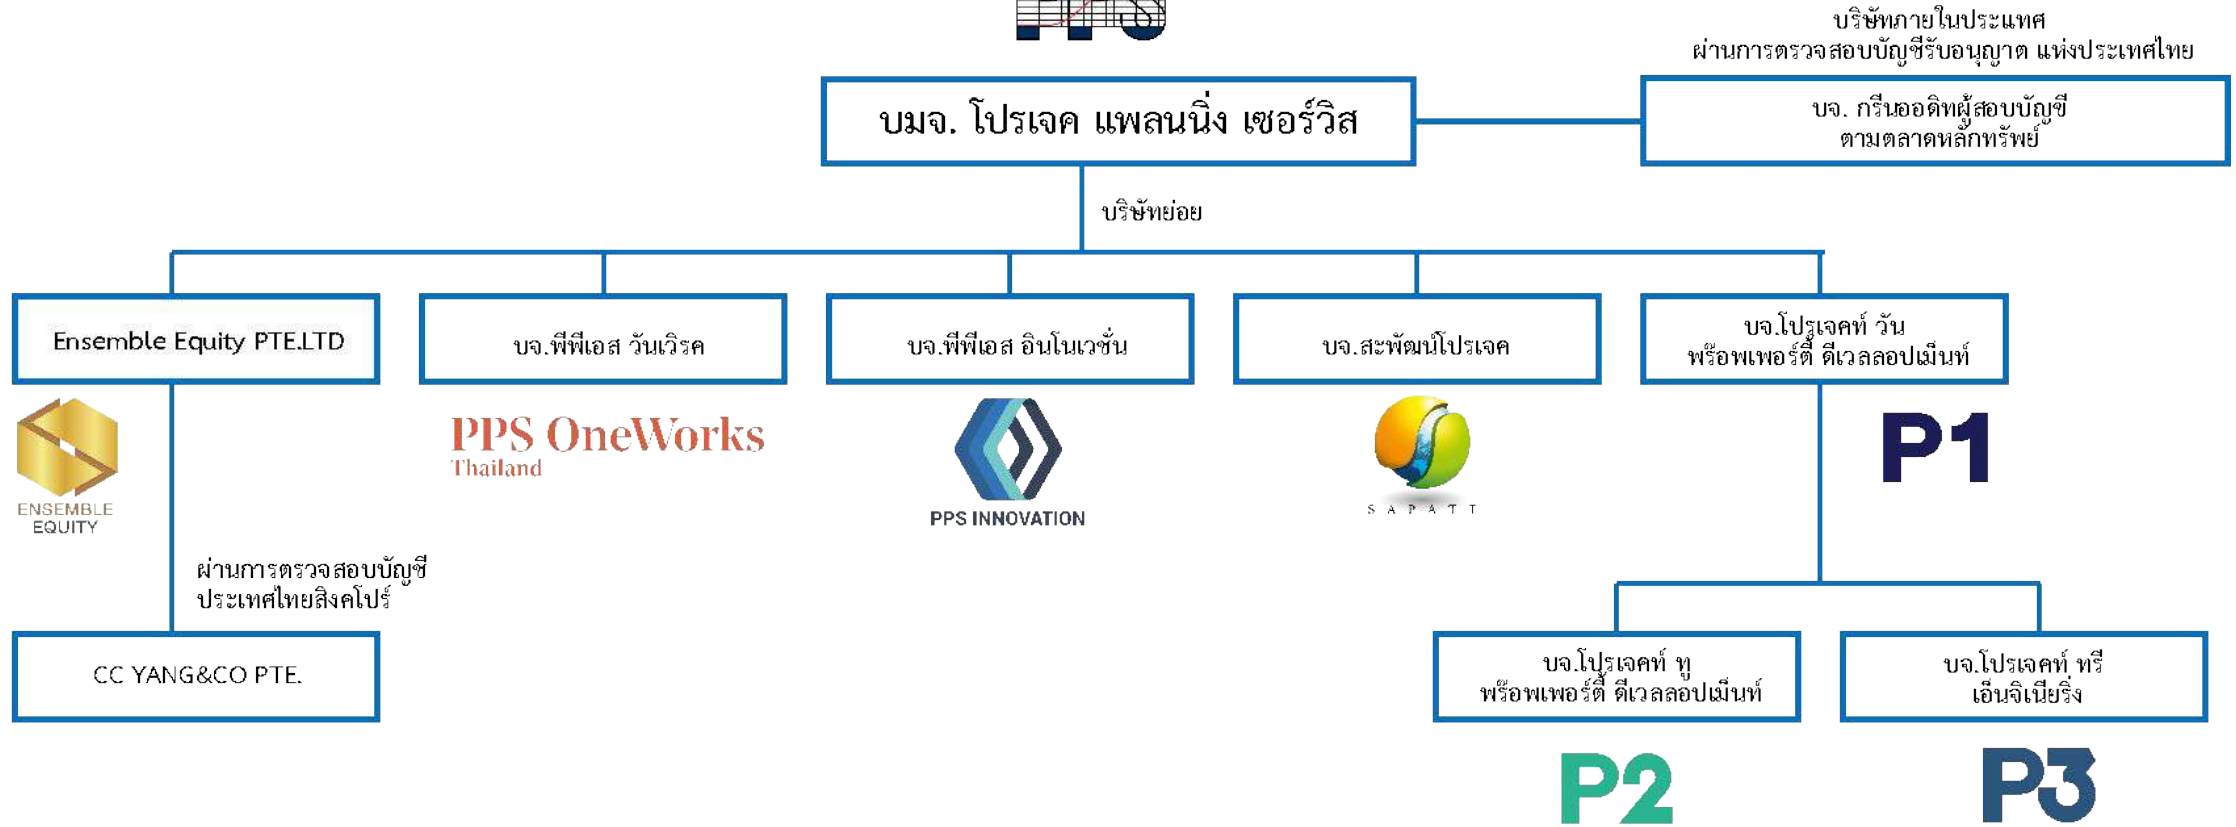 PPS
บริษัทภายในประแทศ
ผ่านการตรวจสอบบัญชีรับอนุญาต แห่งประเทศไทย
บมจ. โปรเจค แพลนนิ่ง เซอร์วิส
บจ. กรีนออดิทผู้สอบบัญขี
ตามตลาดหลักทรัพย์
บริษัทย่อย
Ensemble Equity PTE.LTD
บจ.พีพีเอส วันเวิรค
บจ.พีพีเอส อินโนเวชั่น
บจ.สะพัฒน์โปรเจค
บจ.โปรเจคท์ วัน
พร๊อพเพอร์ตี้ ดีเวลลอปเม็นท์
ENSEMBLE
EQUITY
PPS OneWorks
Thailand
PPS INNOVATION
SAPATT
P1
ผ่านการตรวจสอบบัญชี
ประเทศไทยสิงคโปร์
CC YANG&CO PTE.
บจ.โปรเจคท์ ทู
พร๊อพเพอร์ตี้ ดีเวลลอปเม็นท์
บจ.โปรเจคท์ ทรี
เอ็นจิเนียริ่ง
P2
P3